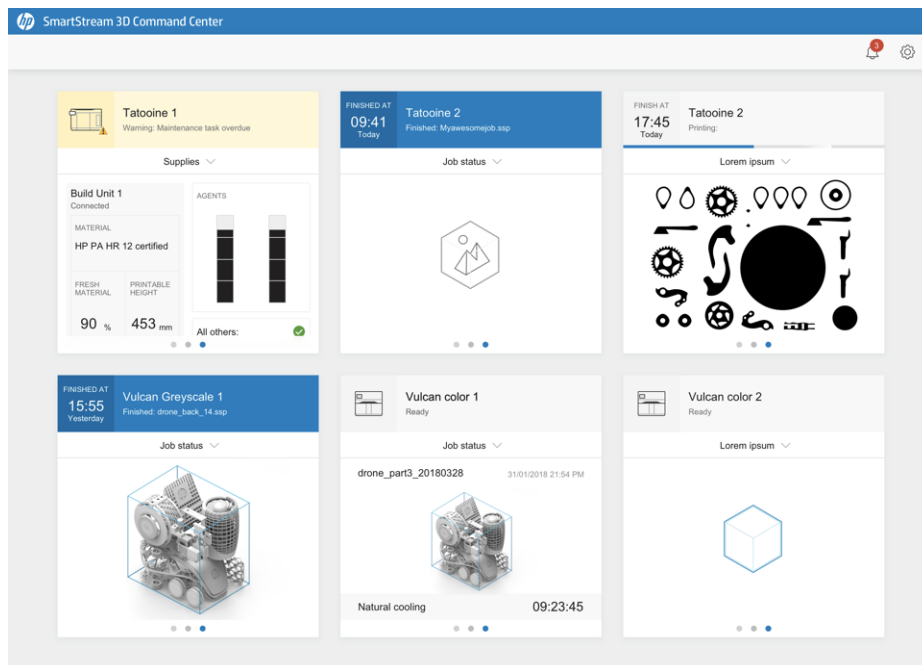 hp SmartStream 3D Command Center
3
Tatooine 1
Warning: Maintenance task overdue
Supplies
Build Unit 1
Connected
MATERIAL
HP PA HR 12 certified
FRESH
MATERIAL
PRINTABLE
HEIGHT
90 %
453 mm
AGENTS
All others:
FINISHED AT
09:41
Today
Tatooine 2
Finished: Myawesomejob.ssp
Job status
FINISH AT
17:45
Today
Tatooine 2
Printing:
Lorem ipsum
FINISHED AT
15:55
Yesterday
Vulcan Greyscale 1
Finished: drone_back_14.ssp
Job status
Vulcan color 1
Ready
Job status
drone_part3_20180328
31/01/2018 21:54 PM
Natural cooling
09:23:45
Vulcan color 2
Ready
Lorem ipsum